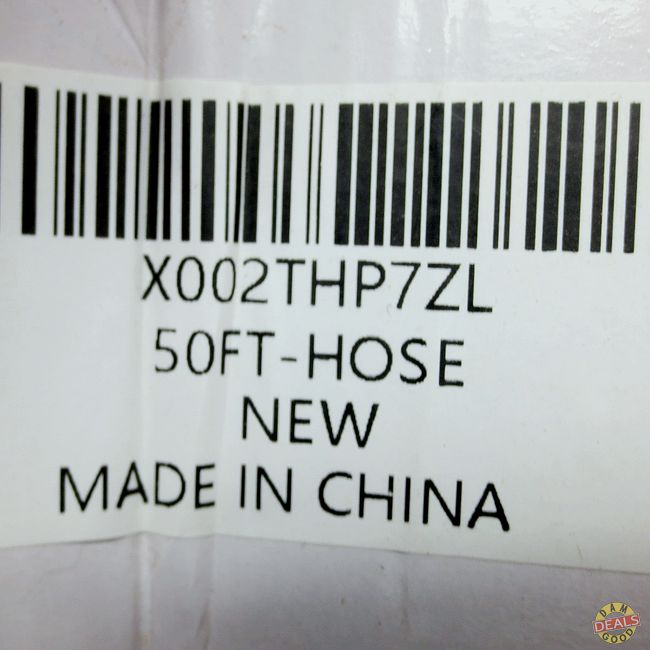 X002THP7ZL
50FT-HOSE
NEW
MADE IN CHINA
DAM
DEALS
GOOD